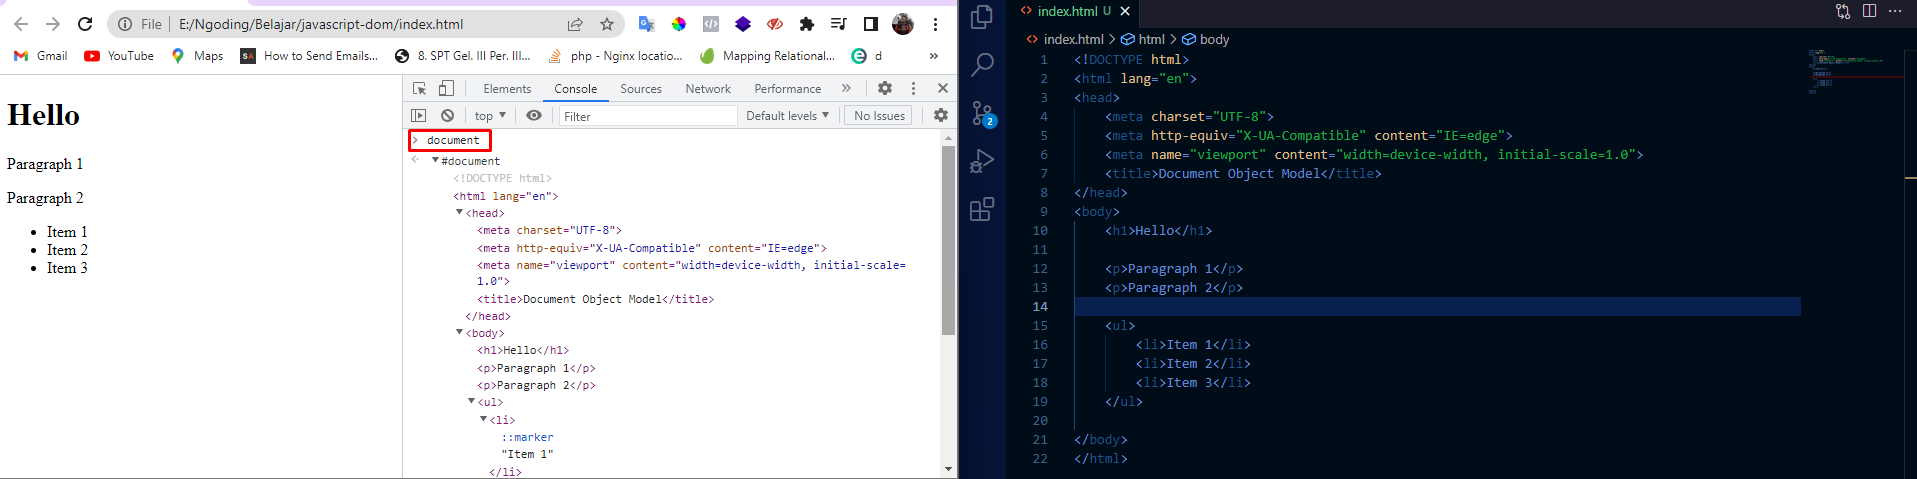 File E:/Ngoding/Belajar/javascript-dom/index.html
Gmail YouTube Maps SA How to Send Emails... 8. SPT Gel. III Per. III... php - Nginx locatio... Mapping Relational... d »
Hello
Paragraph 1
Paragraph 2
• Item 1
• Item 2
• Item 3
Elements Console Sources Network Performance »
top Filter Default levels No Issues
> document
#document
<!DOCTYPE html>
<html lang="en">
<head>
<meta charset="UTF-8">
<meta http-equiv="X-UA-Compatible" content="IE=edge">
<meta name="viewport" content="width=device-width, initial-scale=
1.0">
<title>Document Object Model</title>
</head>
<body>
<h1>Hello</h1>
<p>Paragraph 1</p>
<p>Paragraph 2</p>
<ul>
<li>
::marker
"Item 1"
</li>
index.html U
index.html > html > body
2
1 <!DOCTYPE html>
2 <html lang="en">
3 <head>
4 <meta charset="UTF-8">
5 <meta http-equiv="X-UA-Compatible" content="IE=edge">
6 <meta name="viewport" content="width=device-width, initial-scale=1.0">
7 <title>Document Object Model</title>
8 </head>
9 <body>
10 <h1>Hello</h1>
11
12 <p>Paragraph 1</p>
13 <p>Paragraph 2</p>
14
15 <ul>
16 <li>Item 1</li>
17 <li>Item 2</li>
18 <li>Item 3</li>
19 </ul>
20
21 </body>
22 </html>